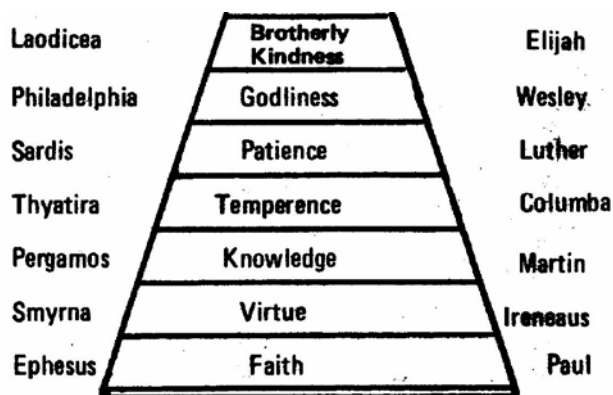 Laodicea Brotherly Kindness Elijah
Philadelphia Godliness Wesley
Sardis Patience Luther
Thyatira Temperence Columba
Pergamos Knowledge Martin
Smyrna Virtue Ireneaus
Ephesus Faith Paul